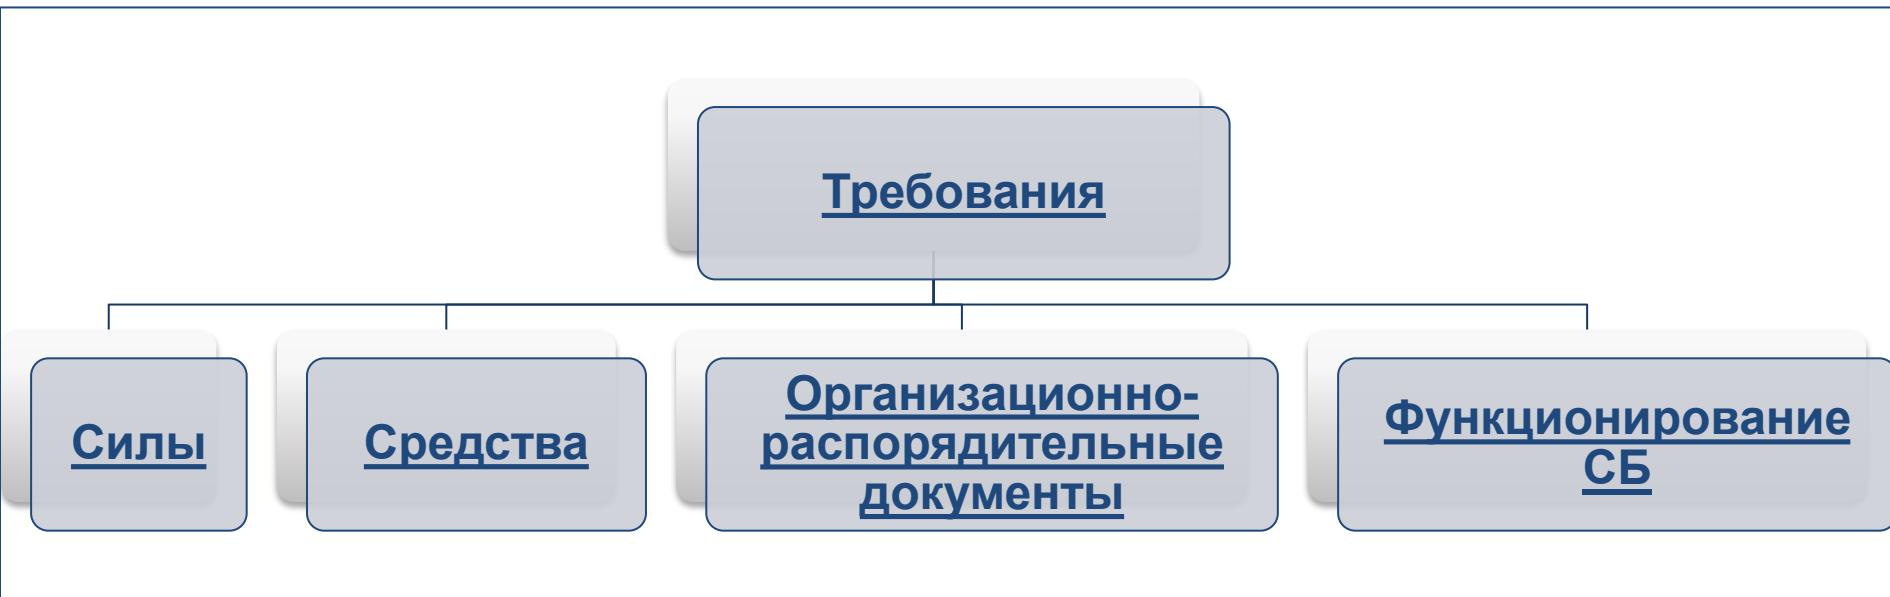 Требования
Силы
Средства
Организационно-
распорядительные
документы
Функционирование
СБ